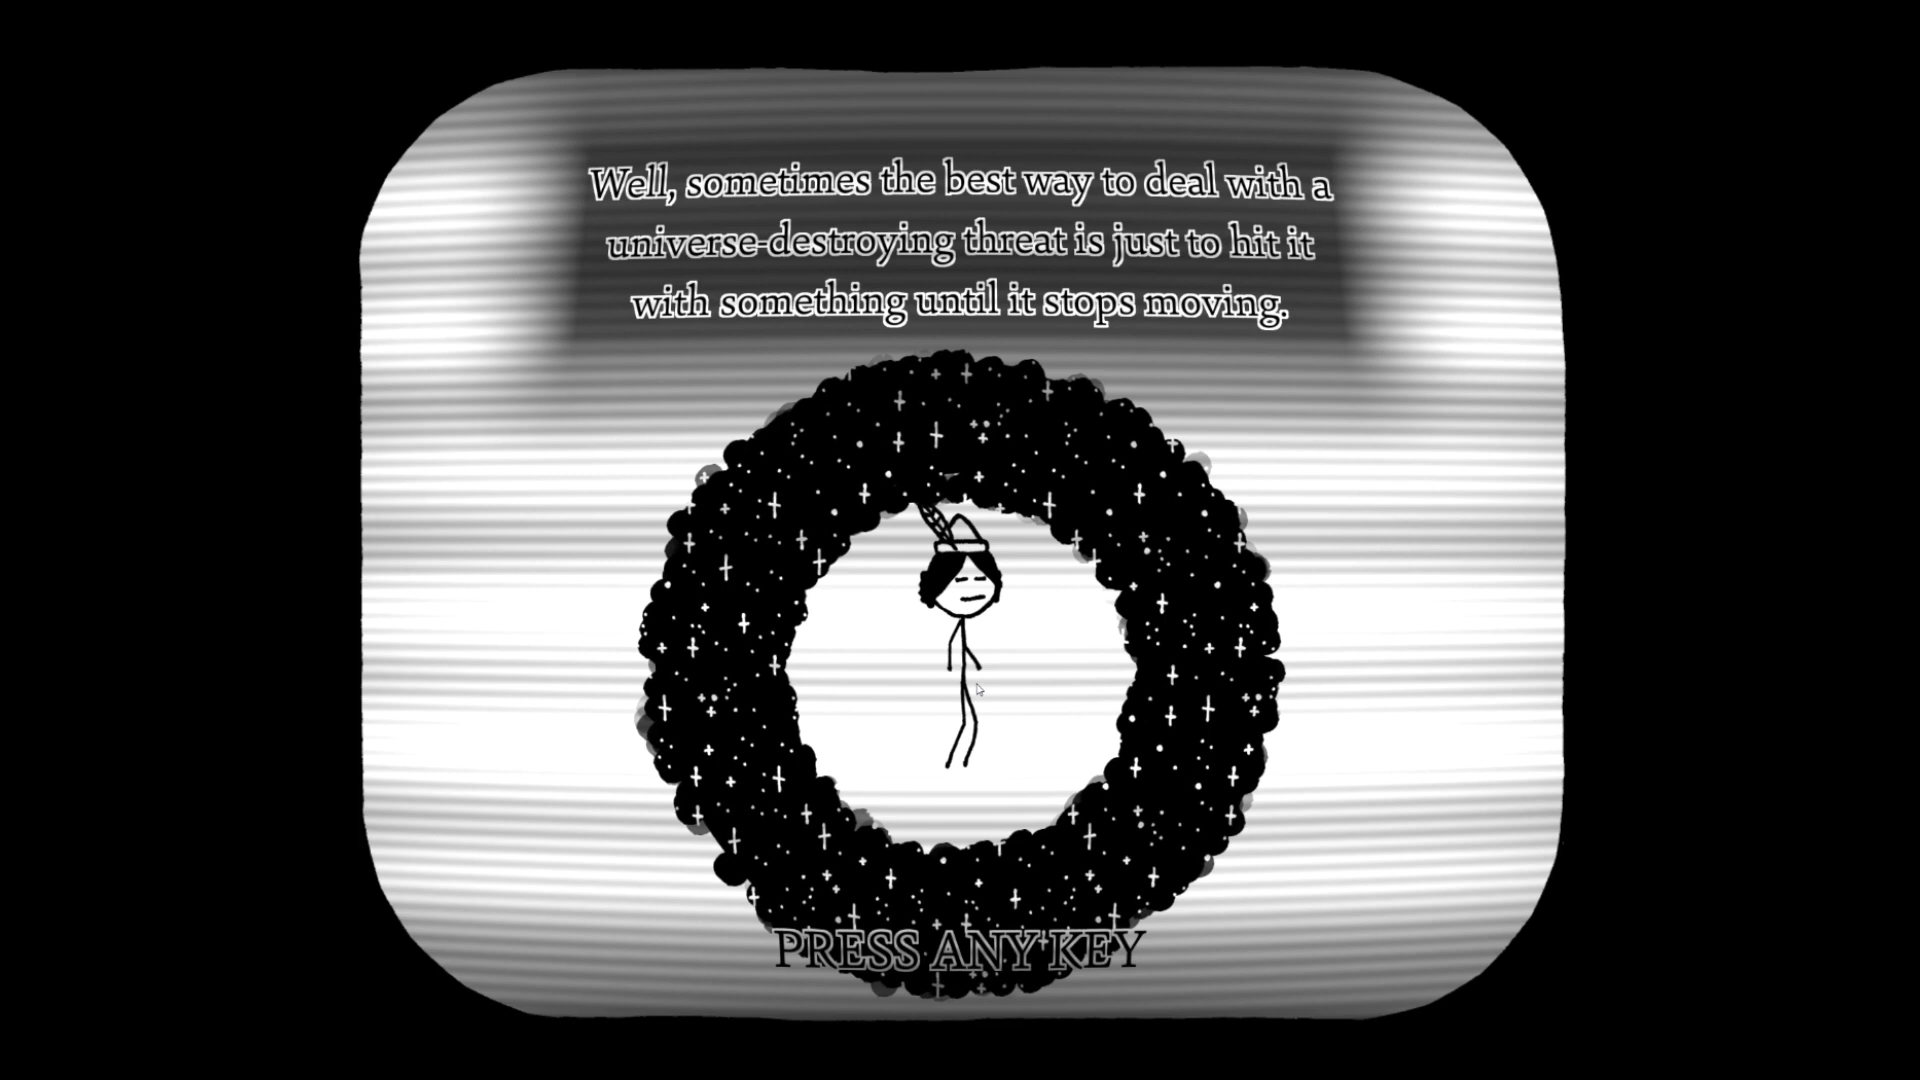 Well, sometimes the best way to deal with a
universe-destroying threat is just to hit it
with something until it stops moving.
PRESS ANY KEY